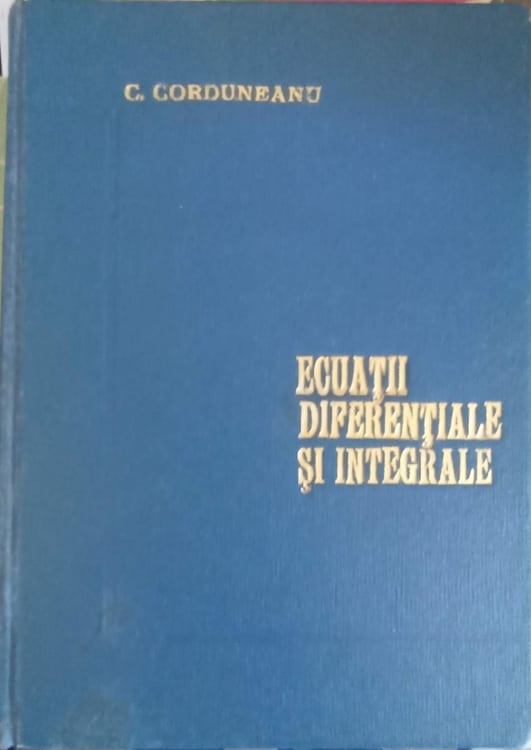 C. CORDUNEANU
ECUAȚII
DIFERENȚIALE
ȘI INTEGRALE